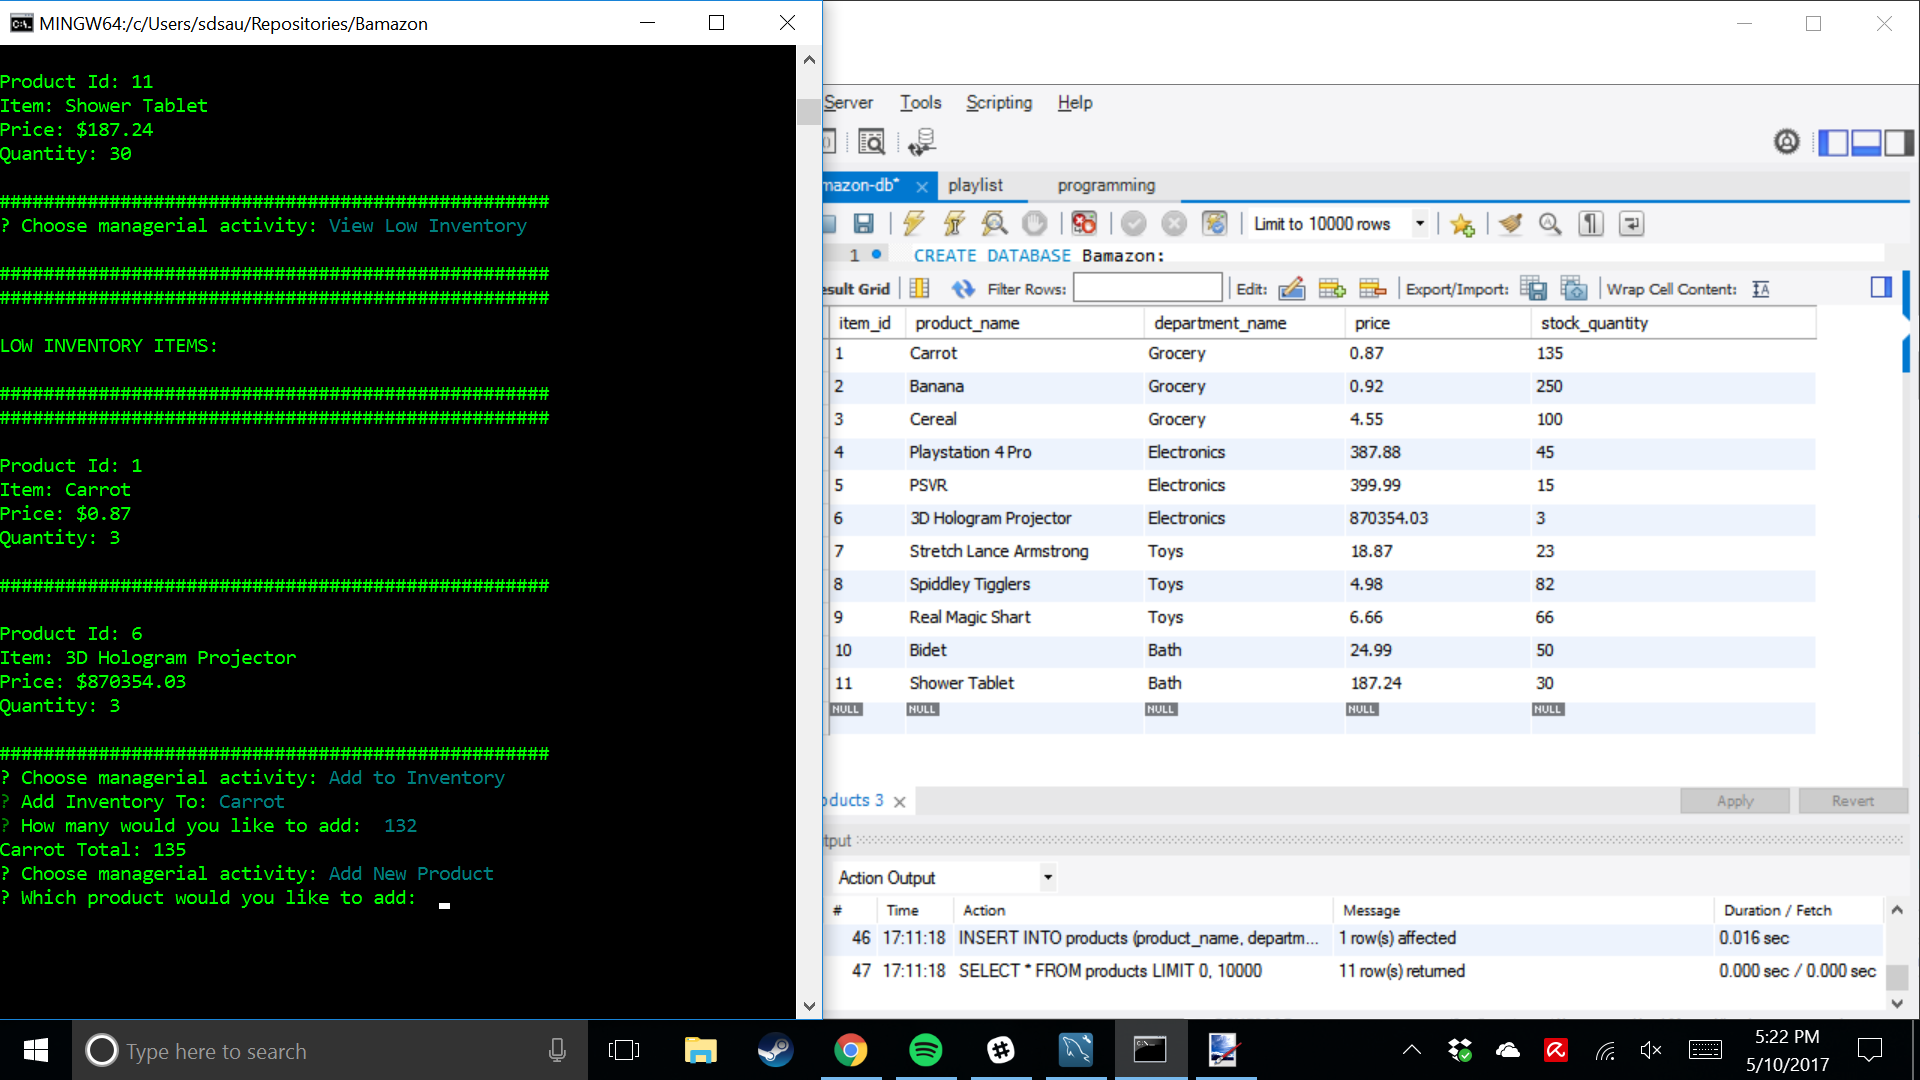 MINGW64:/c/Users/sdsau/Repositories/Bamazon
Product Id: 11
Item: Shower Tablet
Price: $187.24
Quantity: 30
##################################################
? Choose managerial activity: View Low Inventory
##################################################
##################################################
LOW INVENTORY ITEMS:
##################################################
##################################################
Product Id: 1
Item: Carrot
Price: $0.87
Quantity: 3
##################################################
Product Id: 6
Item: 3D Hologram Projector
Price: $870354.03
Quantity: 3
##################################################
? Choose managerial activity: Add to Inventory
? Add Inventory To: Carrot
? How many would you like to add: 132
Carrot Total: 135
? Choose managerial activity: Add New Product
? Which product would you like to add:
Server Tools Scripting Help
mazon-db* playlist programming
Limit to 10000 rows
1 CREATE DATABASE Bamazon:
esult Grid Filter Rows: Edit: Export/Import: Wrap Cell Content:
item_id product_name department_name price stock_quantity
1 Carrot Grocery 0.87 135
2 Banana Grocery 0.92 250
3 Cereal Grocery 4.55 100
4 Playstation 4 Pro Electronics 387.88 45
5 PSVR Electronics 399.99 15
6 3D Hologram Projector Electronics 870354.03 3
7 Stretch Lance Armstrong Toys 18.87 23
8 Spiddley Tigglers Toys 4.98 82
9 Real Magic Shart Toys 6.66 66
10 Bidet Bath 24.99 50
11 Shower Tablet Bath 187.24 30
NULL NULL NULL NULL NULL
oducts 3 Apply Revert
tput
Action Output
# Time Action Message Duration / Fetch
46 17:11:18 INSERT INTO products (product_name, departm... 1 row(s) affected 0.016 sec
47 17:11:18 SELECT * FROM products LIMIT 0, 10000 11 row(s) returned 0.000 sec / 0.000 sec
Type here to search
5:22 PM
5/10/2017